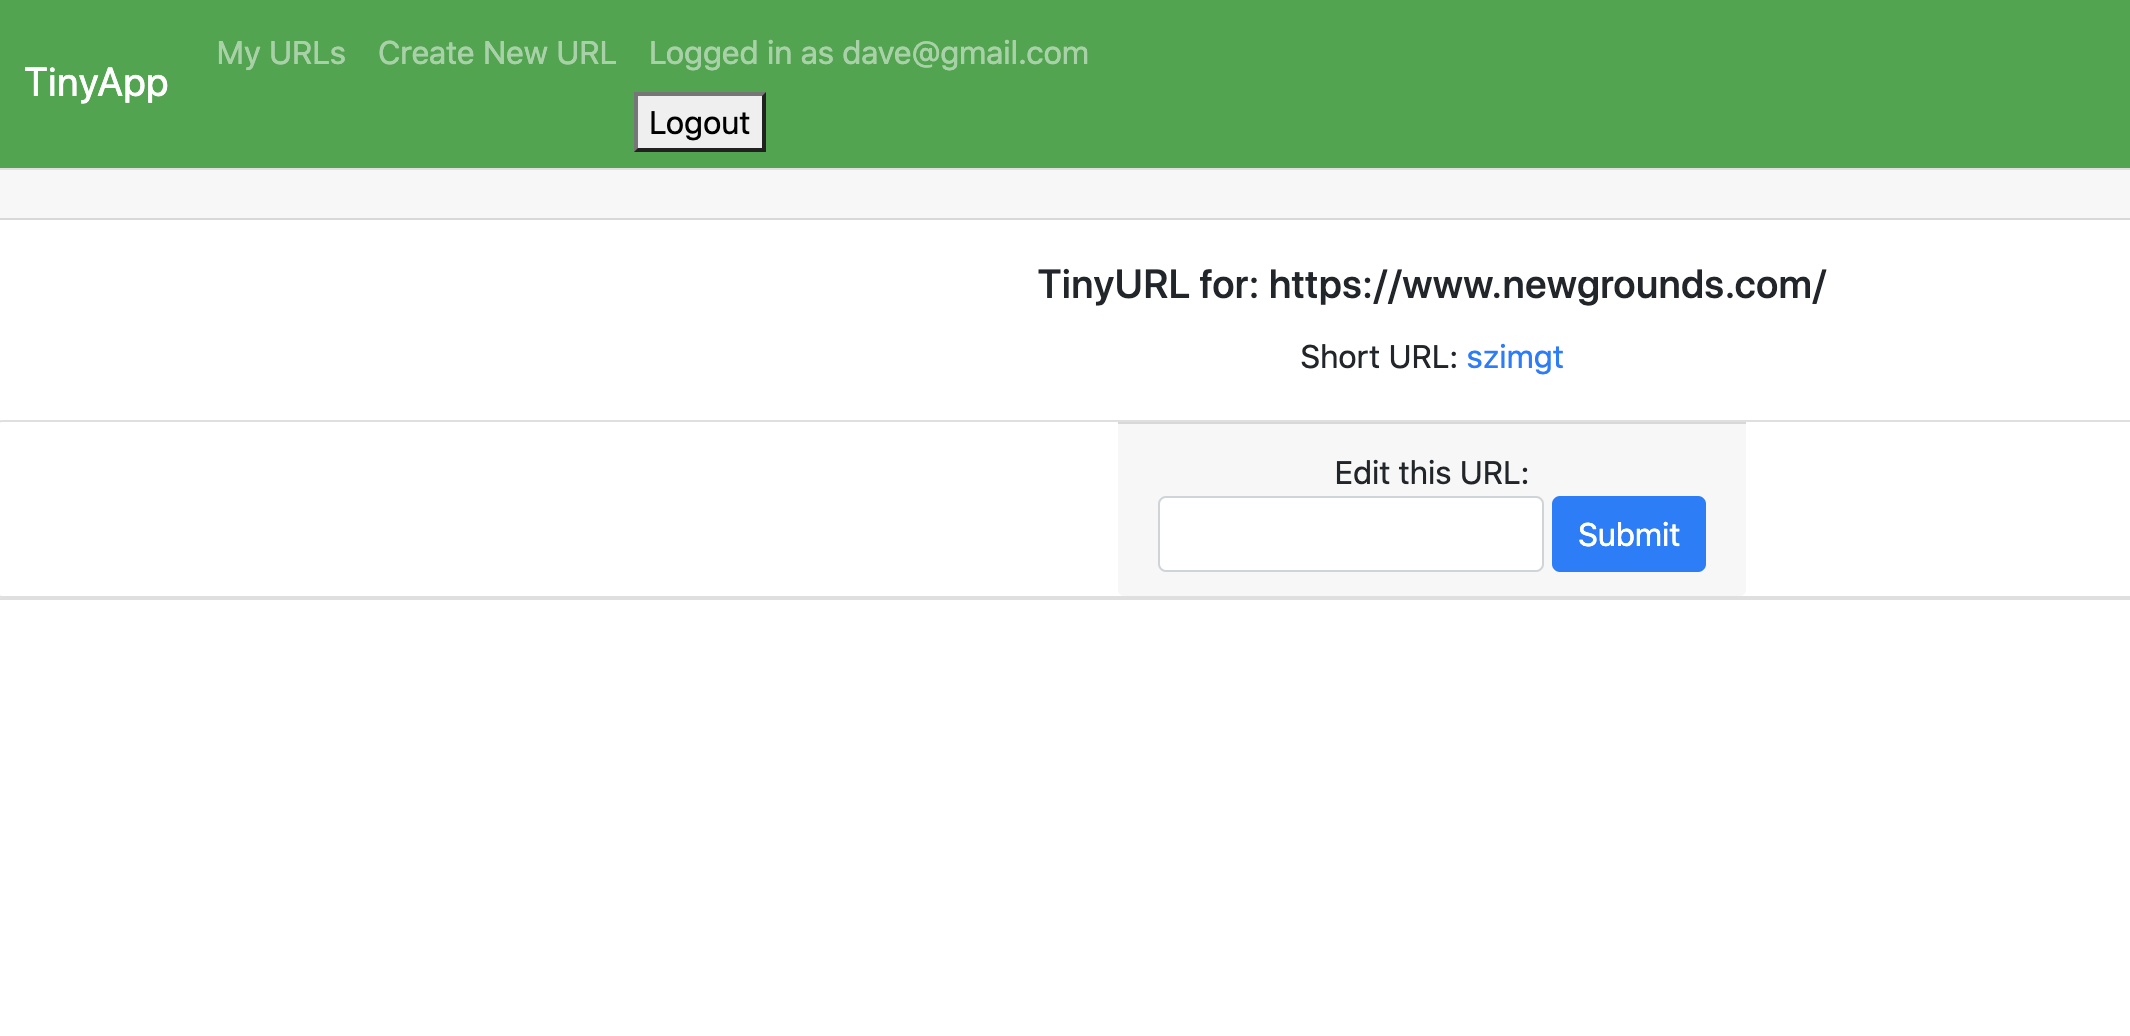 TinyApp
My URLs
Create New URL
Logged in as dave@gmail.com
Logout
TinyURL for: https://www.newgrounds.com/
Short URL: szimgt
Edit this URL:
Submit